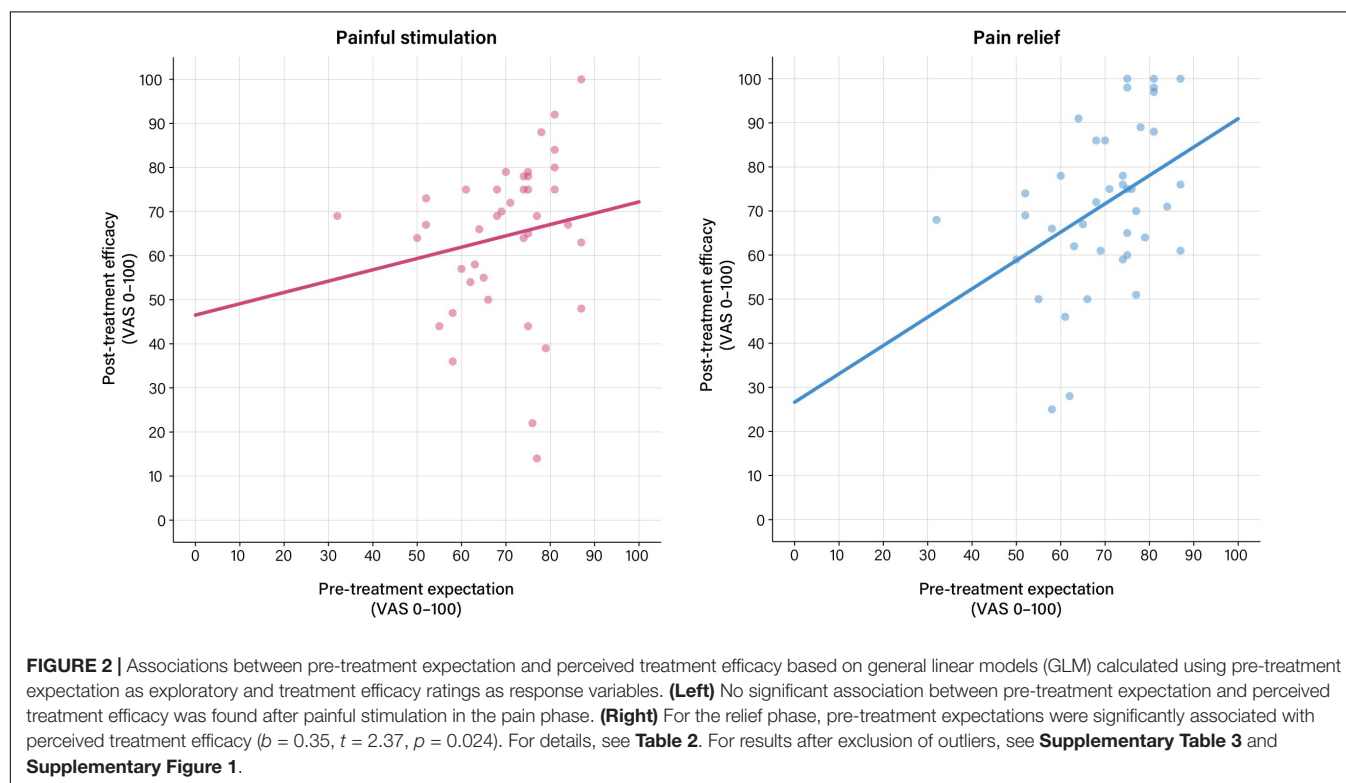 Painful stimulation
Post-treatment efficacy
(VAS 0–100)
100
90
80
70
60
50
40
30
20
10
0
0 10 20 30 40 50 60 70 80 90 100
Pre-treatment expectation
(VAS 0–100)
Pain relief
Post-treatment efficacy
(VAS 0–100)
100
90
80
70
60
50
40
30
20
10
0
0 10 20 30 40 50 60 70 80 90 100
Pre-treatment expectation
(VAS 0–100)
FIGURE 2 | Associations between pre-treatment expectation and perceived treatment efficacy based on general linear models (GLM) calculated using pre-treatment
expectation as exploratory and treatment efficacy ratings as response variables. (Left) No significant association between pre-treatment expectation and perceived
treatment efficacy was found after painful stimulation in the pain phase. (Right) For the relief phase, pre-treatment expectations were significantly associated with
perceived treatment efficacy (b = 0.35, t = 2.37, p = 0.024). For details, see Table 2. For results after exclusion of outliers, see Supplementary Table 3 and
Supplementary Figure 1.